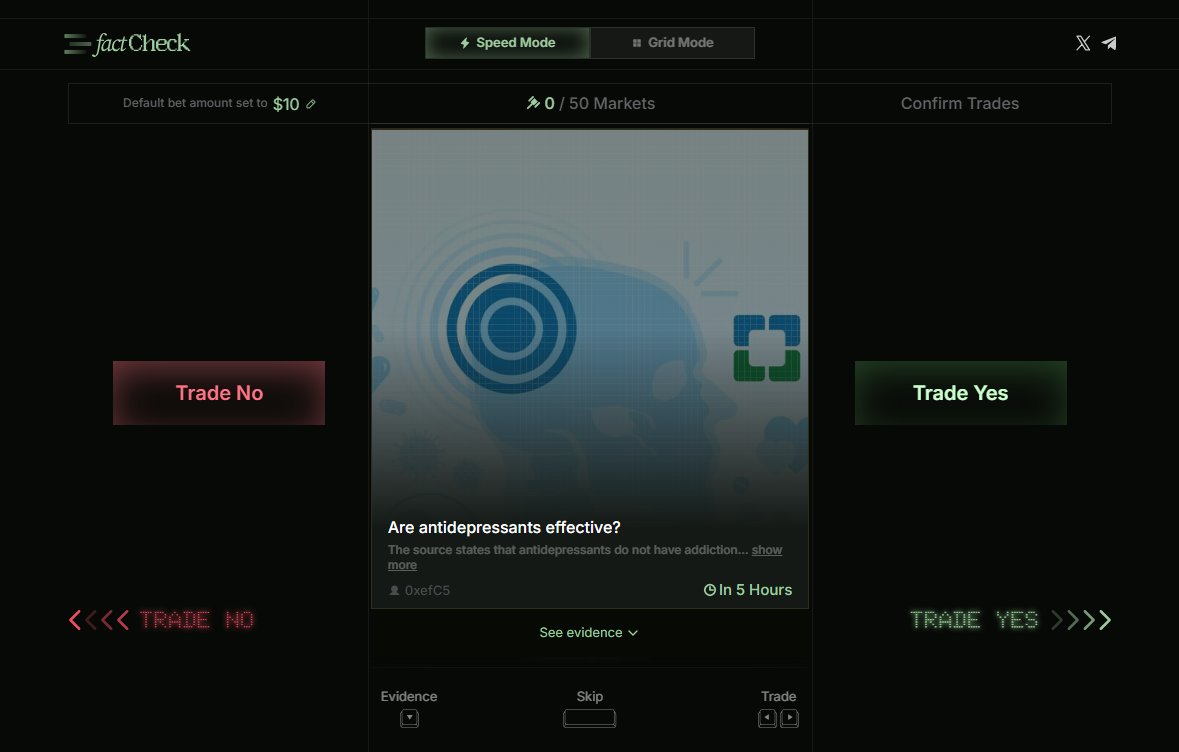 factCheck
Speed Mode
Grid Mode
Default bet amount set to $10
0 / 50 Markets
Confirm Trades
Trade No
Trade Yes
Are antidepressants effective?
The source states that antidepressants do not have addiction... show
more
0xefC5
In 5 Hours
TRADE NO
TRADE YES
See evidence
Evidence
Skip
Trade